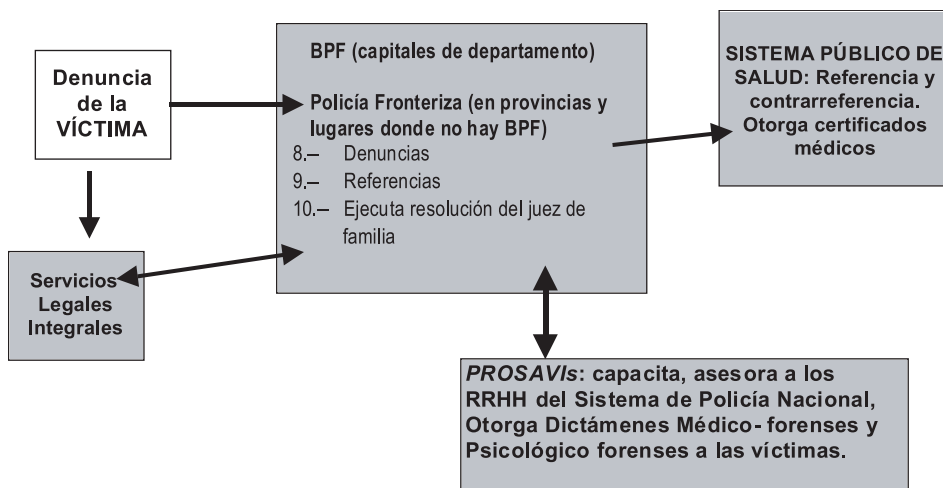 Denuncia
de la
VÍCTIMA
BPF (capitales de departamento)
Policía Fronteriza (en provincias y
lugares donde no hay BPF)
8.– Denuncias
9.– Referencias
10.– Ejecuta resolución del juez de
familia
SISTEMA PÚBLICO DE
SALUD: Referencia y
contrarreferencia.
Otorga certificados
médicos
Servicios
Legales
Integrales
PROSAVIs: capacita, asesora a los
RRHH del Sistema de Policía Nacional,
Otorga Dictámenes Médico- forenses y
Psicológico forenses a las víctimas.